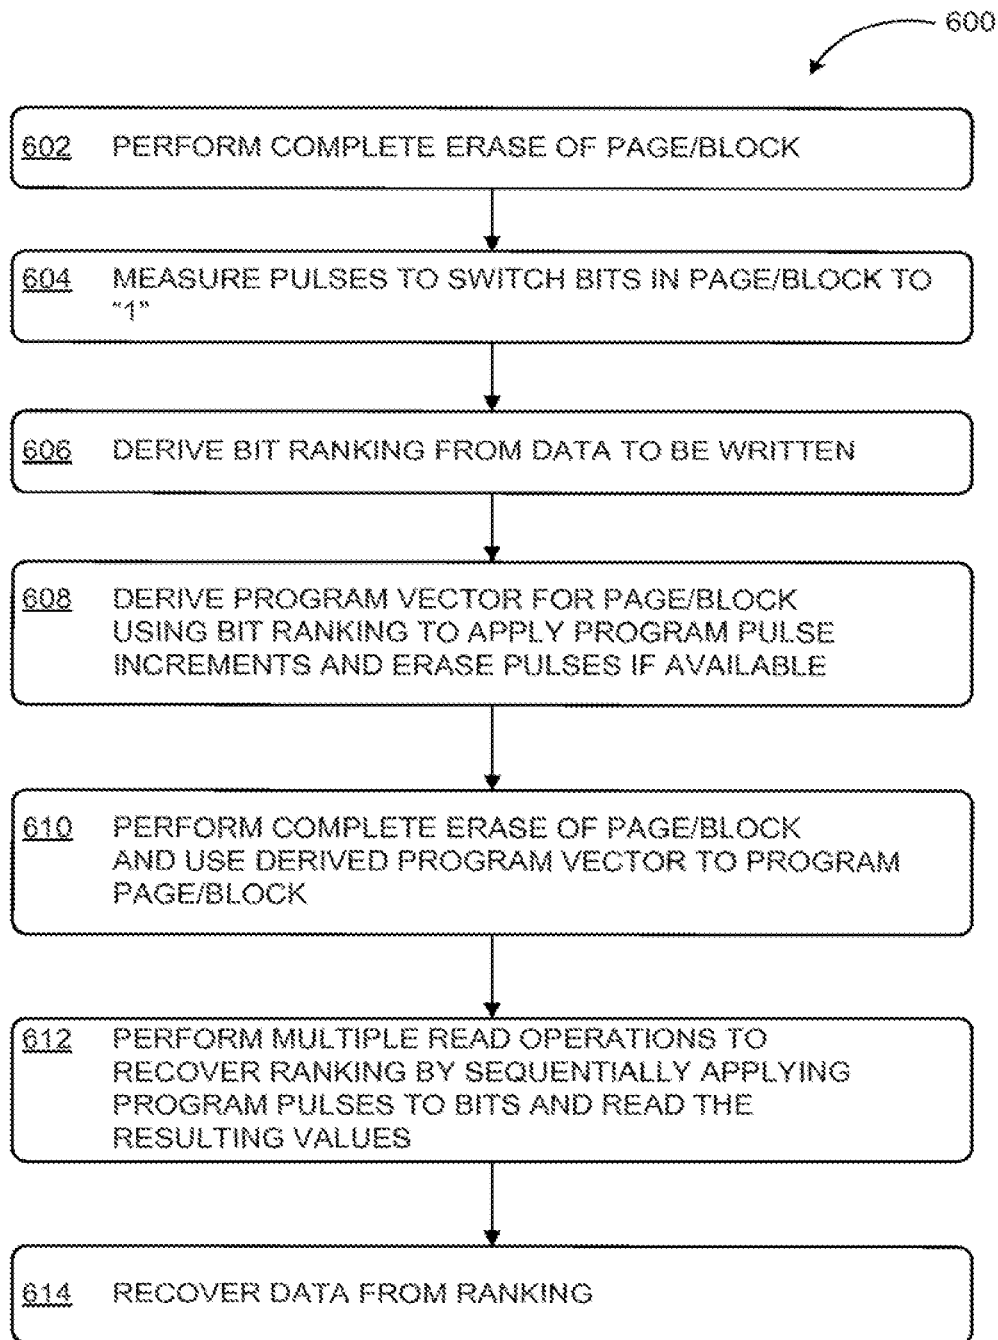 600
602 PERFORM COMPLETE ERASE OF PAGE/BLOCK
604 MEASURE PULSES TO SWITCH BITS IN PAGE/BLOCK TO
"1"
606 DERIVE BIT RANKING FROM DATA TO BE WRITTEN
608 DERIVE PROGRAM VECTOR FOR PAGE/BLOCK
USING BIT RANKING TO APPLY PROGRAM PULSE
INCREMENTS AND ERASE PULSES IF AVAILABLE
610 PERFORM COMPLETE ERASE OF PAGE/BLOCK
AND USE DERIVED PROGRAM VECTOR TO PROGRAM
PAGE/BLOCK
612 PERFORM MULTIPLE READ OPERATIONS TO
RECOVER RANKING BY SEQUENTIALLY APPLYING
PROGRAM PULSES TO BITS AND READ THE
RESULTING VALUES
614 RECOVER DATA FROM RANKING